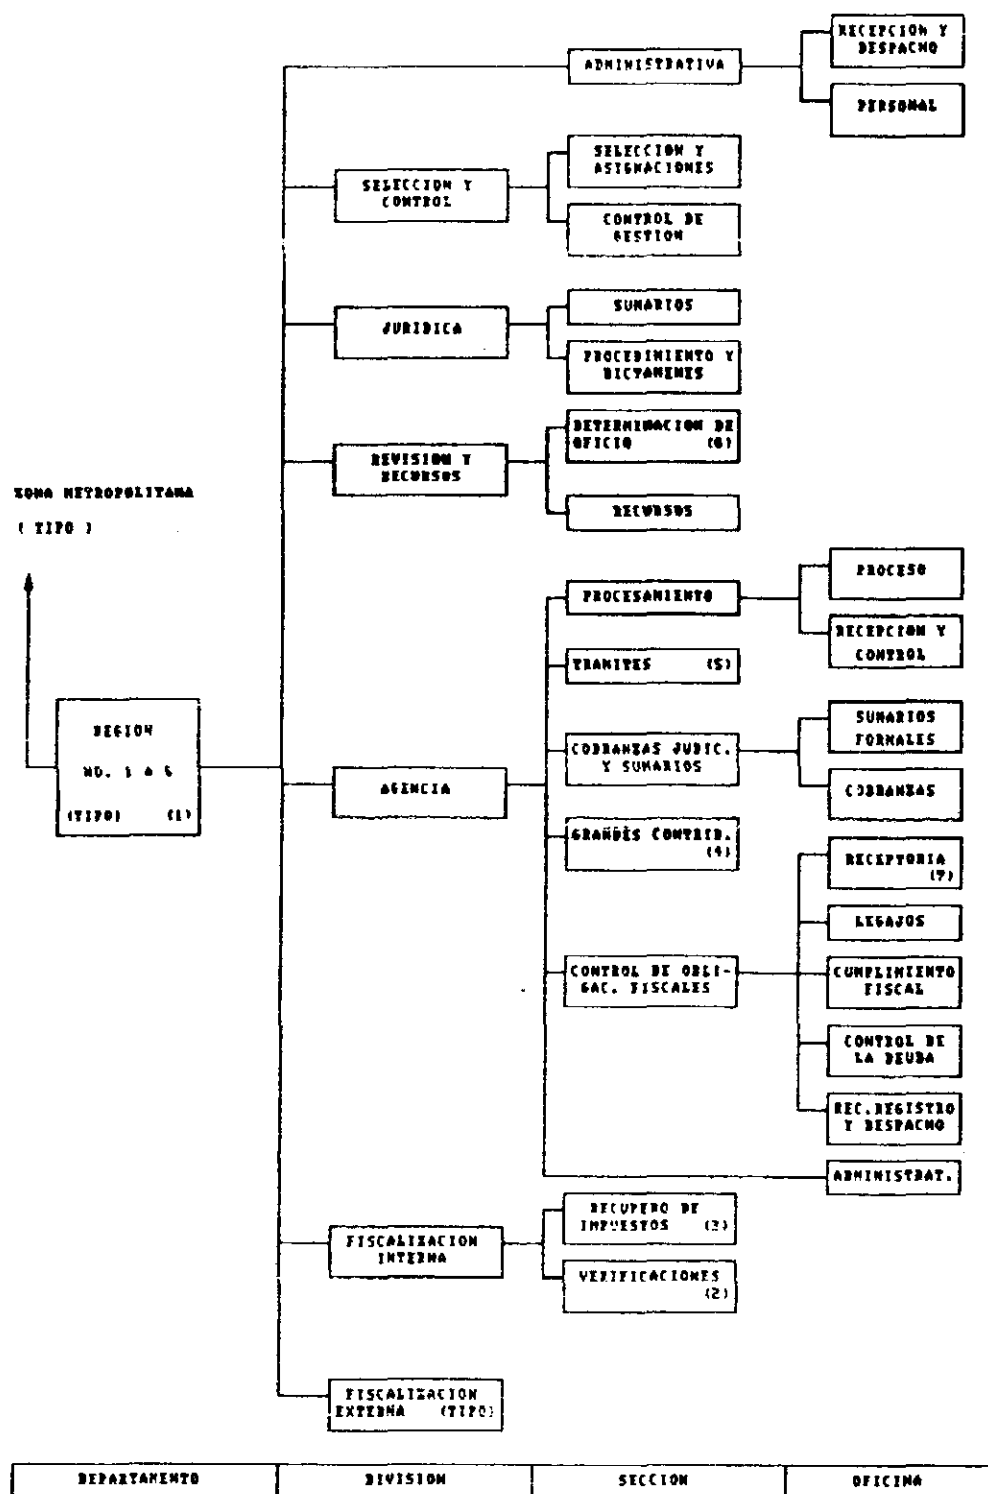 RECEPCION Y
DESPACHO
ADMINISTRATIVA
PERSONAL
SELECCION Y
ASIGNACIONES
SELECCION Y
CONTROL
CONTROL DE
GESTION
SUMARIOS
JURIDICA
PROCEDIMIENTO Y
DICTAMENES
DETERMINACION DE
OFICIO (6)
REVISION Y
RECURSOS
RECURSOS
ZONA METROPOLITANA
( TIPO )
PROCESO
PROCESAMIENTO
RECEPCION Y
CONTROL
TRAMITES (5)
REGION
NO. 1 A 6
(TIPO) (1)
SUMARIOS
FORMALES
COBRANZAS JUDIC.
Y SUMARIOS
AGENCIA
COBRANZAS
GRANDES CONTRIB.
(4)
RECEPTORIA
(7)
LEGAJOS
CONTROL DE OBLI-
GAC. FISCALES
CUMPLIMIENTO
FISCAL
CONTROL DE
LA DEUDA
REC.REGISTRO
Y DESPACHO
ADMINISTRAT.
RECUPERO DE
IMPUESTOS (3)
FISCALIZACION
INTERNA
VERIFICACIONES
(2)
FISCALIZACION
EXTERNA (TIPO)
DEPARTAMENTO DIVISION SECCION OFICINA